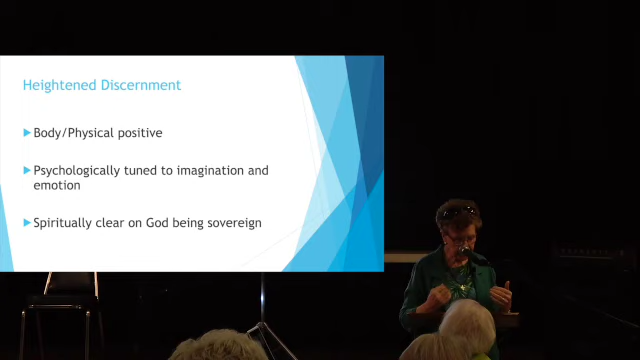 Heightened Discernment
Body/Physical positive
Psychologically tuned to imagination and
emotion
Spiritually clear on God being sovereign